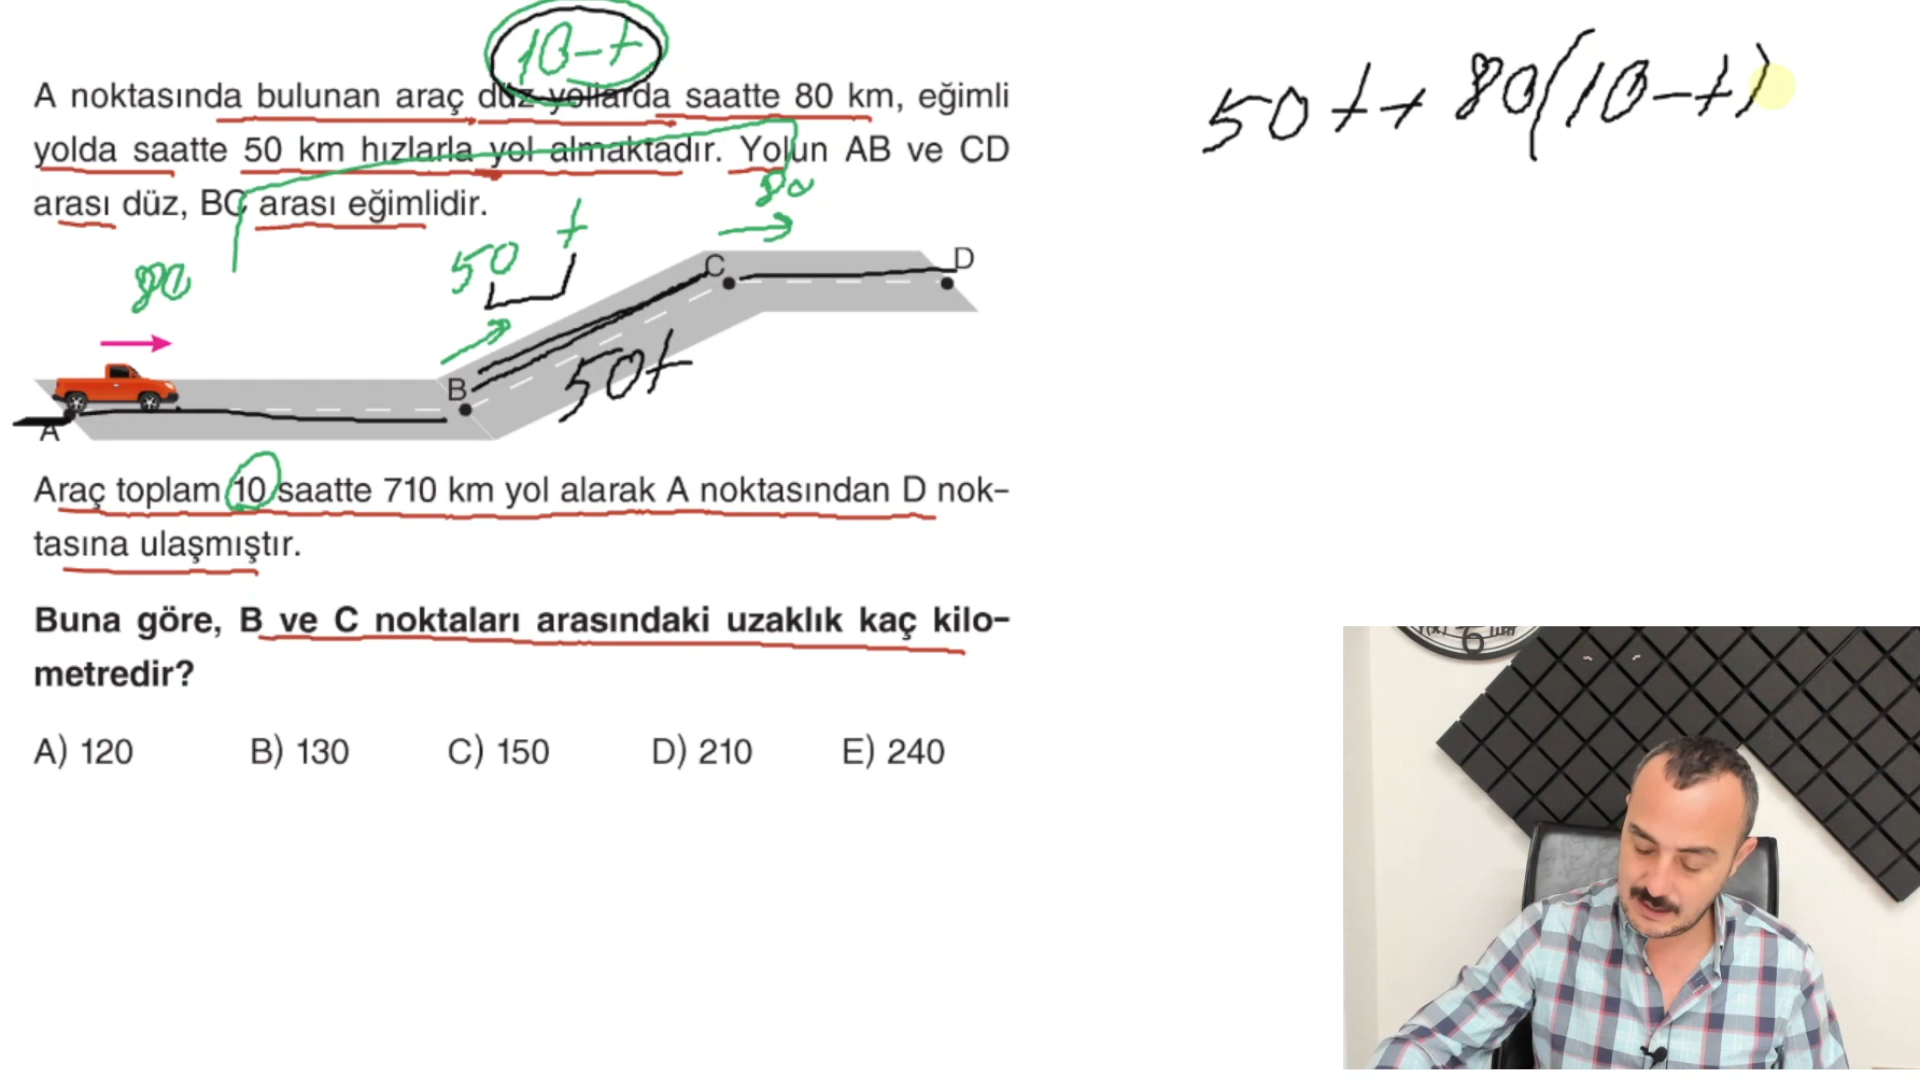 10-t
A noktasında bulunan araç düz yollarda saatte 80 km, eğimli
yolda saatte 50 km hızlarla yol almaktadır. Yolun AB ve CD
arası düz, BC arası eğimlidir.
50t+80(10-t)
80
50
t
80
C
D
B
50t
A
Araç toplam 10 saatte 710 km yol alarak A noktasından D nok-
tasına ulaşmıştır.
Buna göre, B ve C noktaları arasındaki uzaklık kaç kilo-
metredir?
A) 120 B) 130 C) 150 D) 210 E) 240
6